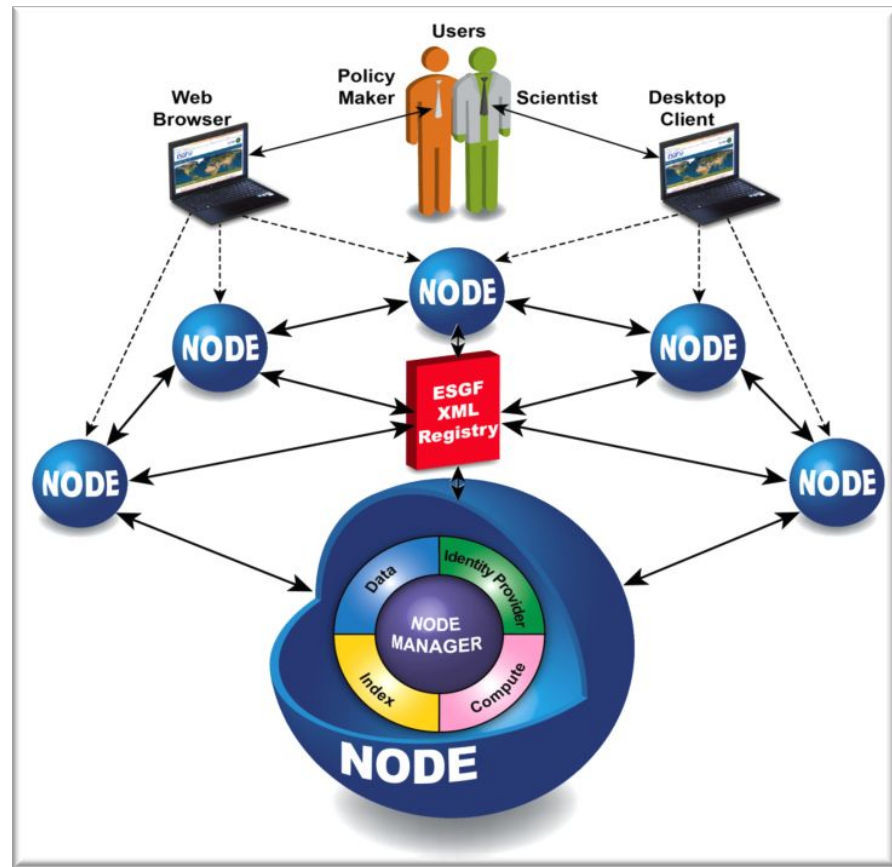 Users
Policy
Maker
Scientist
Web
Browser
Desktop
Client
NODE
NODE
NODE
ESGF
XML
Registry
NODE
NODE
Data
Identity Provider
NODE
MANAGER
Index
Compute
NODE